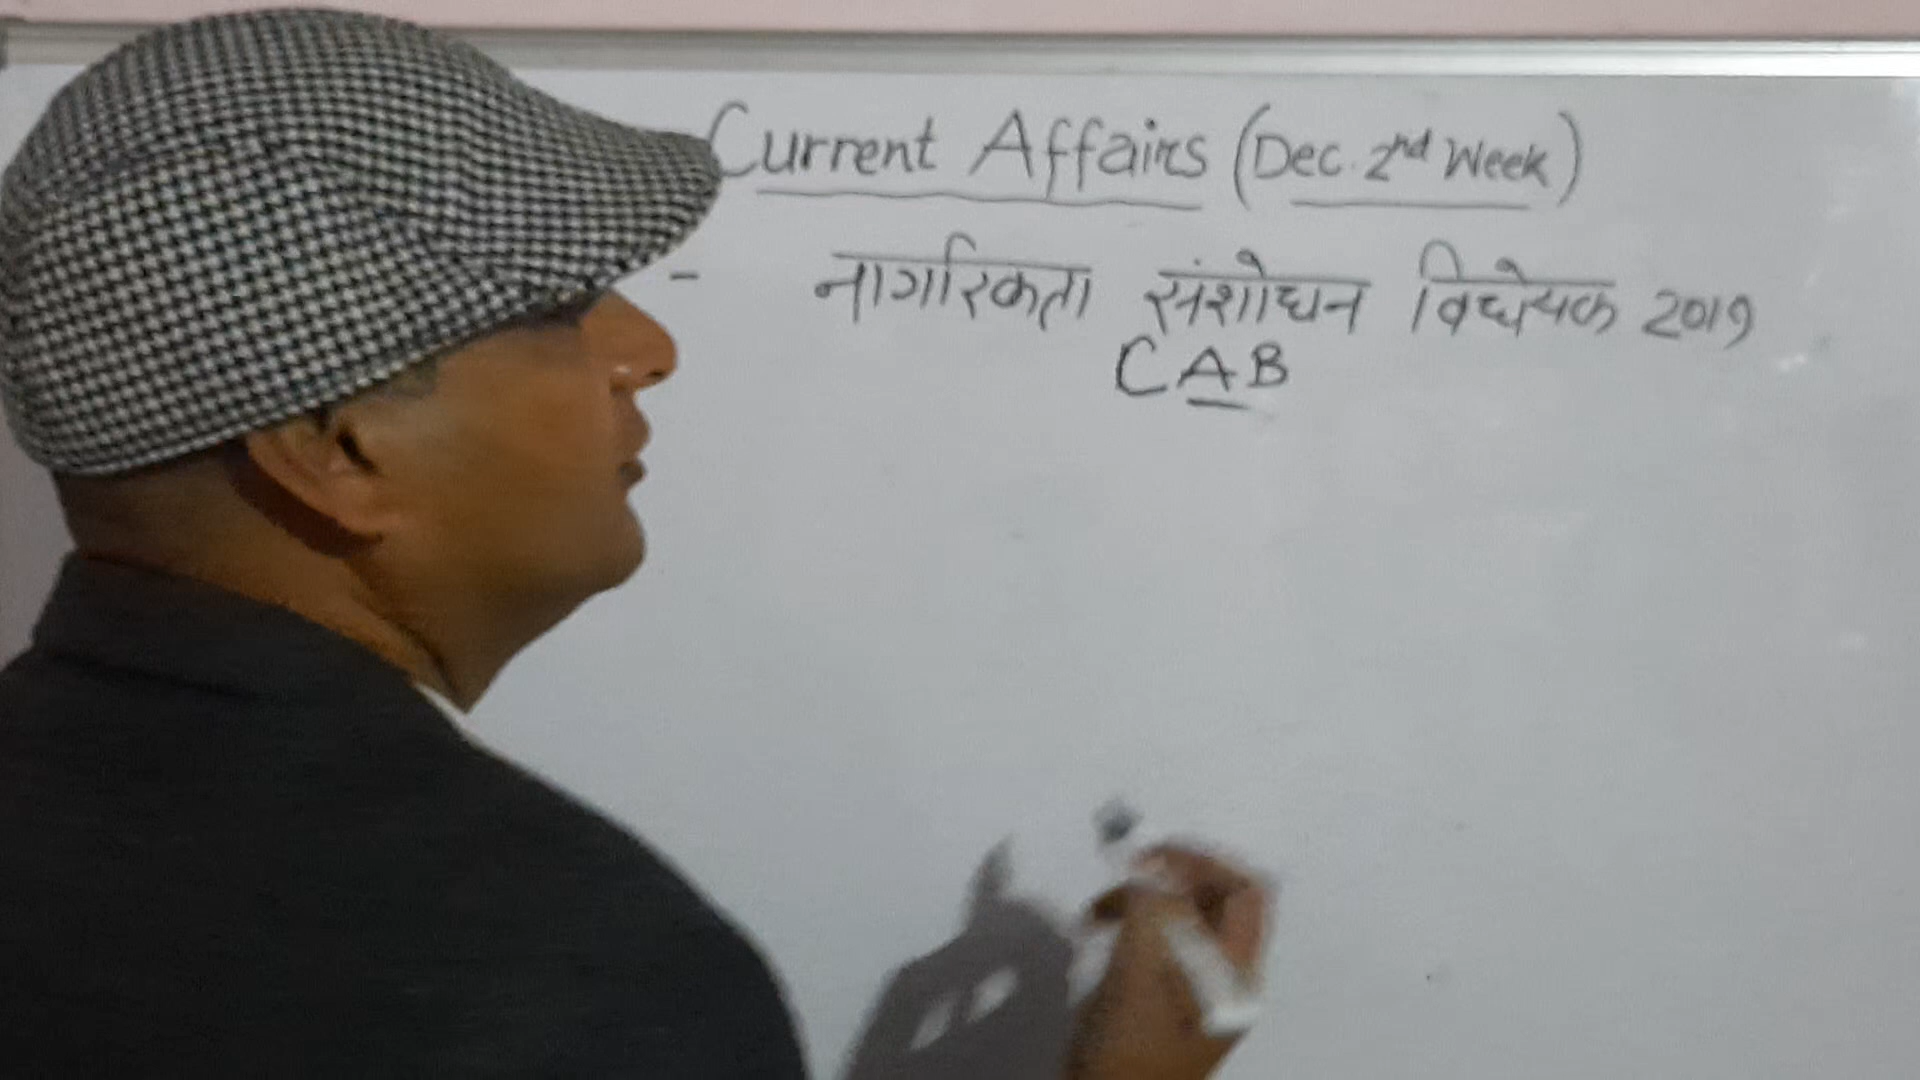 Current Affairs (Dec. 2nd Week)
- नागरिकता संशोधन विधेयक 2019
CAB